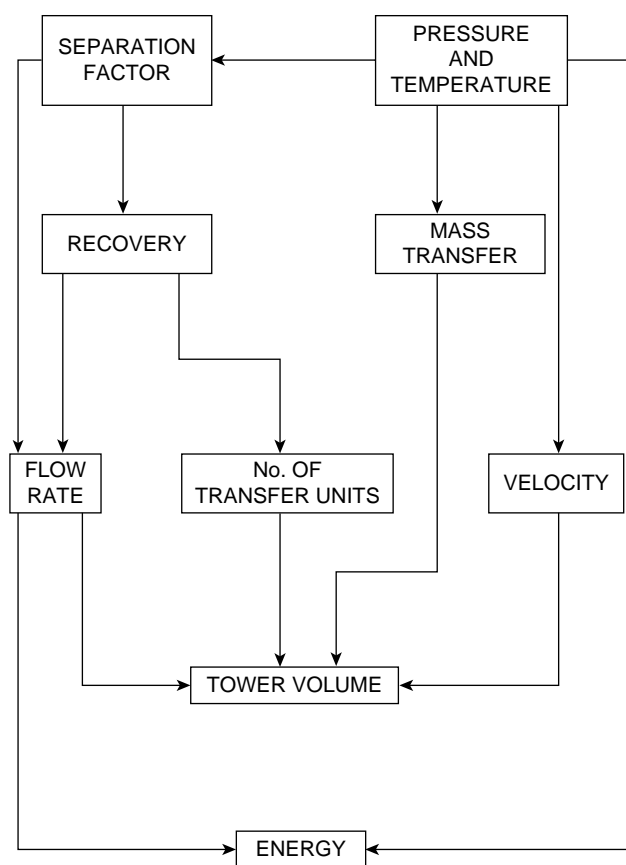 SEPARATION
FACTOR
PRESSURE
AND
TEMPERATURE
RECOVERY
MASS
TRANSFER
FLOW
RATE
No. OF
TRANSFER UNITS
VELOCITY
TOWER VOLUME
ENERGY